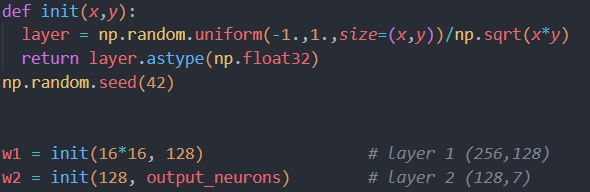 def init(x,y):
  layer = np.random.uniform(-1.,1.,size=(x,y))/np.sqrt(x*y)
  return layer.astype(np.float32)
np.random.seed(42)
w1 = init(16*16, 128)                # layer 1 (256,128)
w2 = init(128, output_neurons)       # layer 2 (128,7)